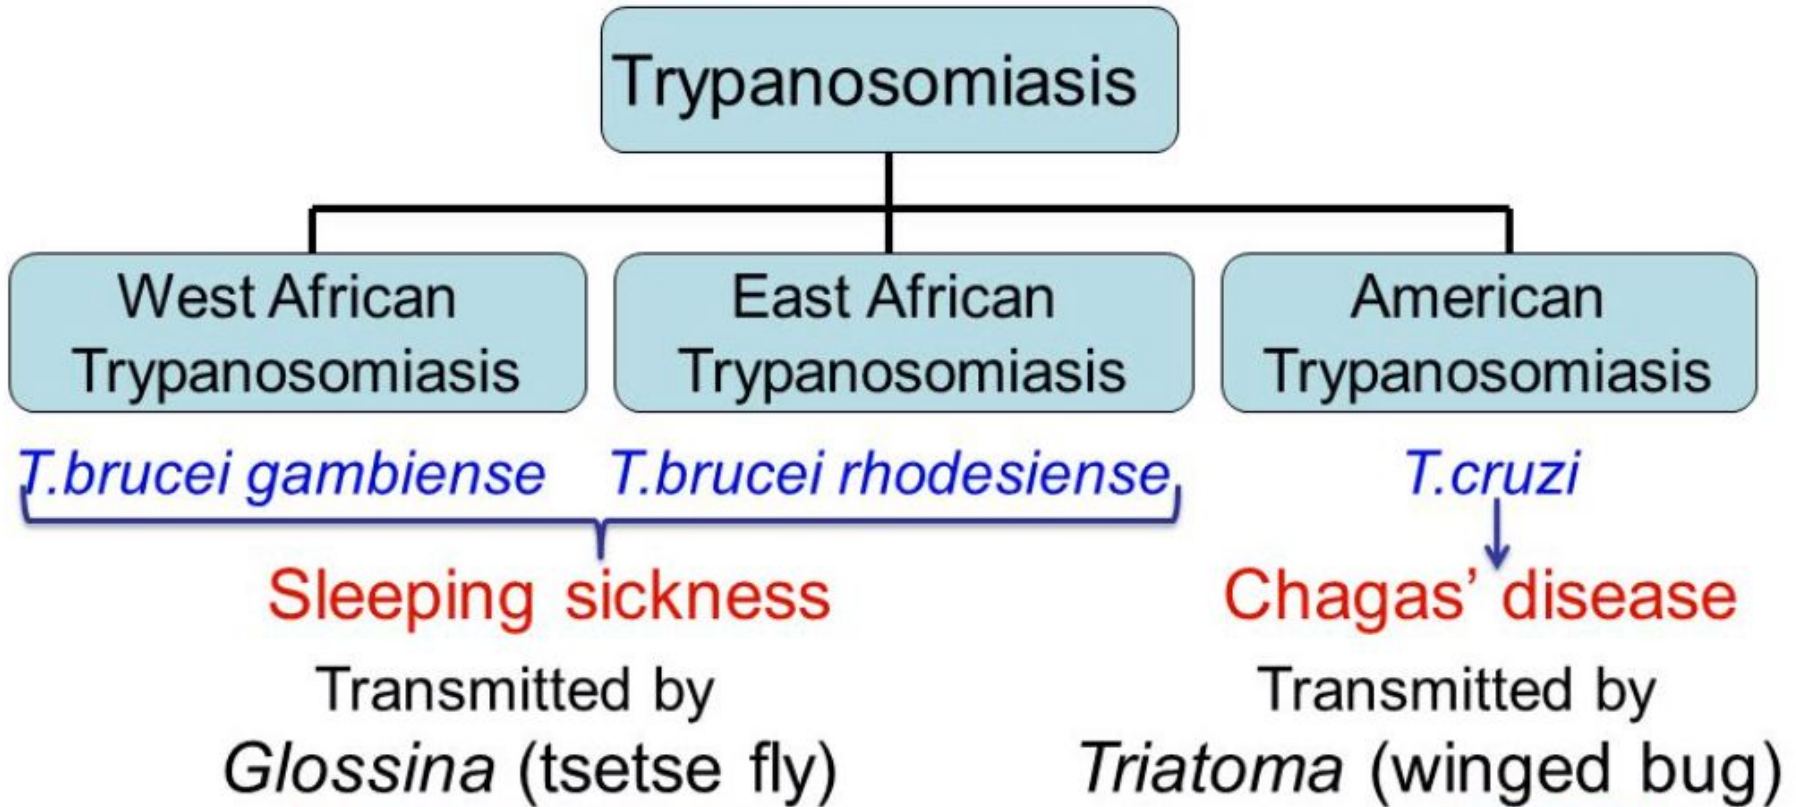 Trypanosomiasis
West African
Trypanosomiasis
East African
Trypanosomiasis
American
Trypanosomiasis
T.brucei gambiense
T.brucei rhodesiense
T.cruzi
Sleeping sickness
Chagas’ disease
Transmitted by
Glossina (tsetse fly)
Transmitted by
Triatoma (winged bug)